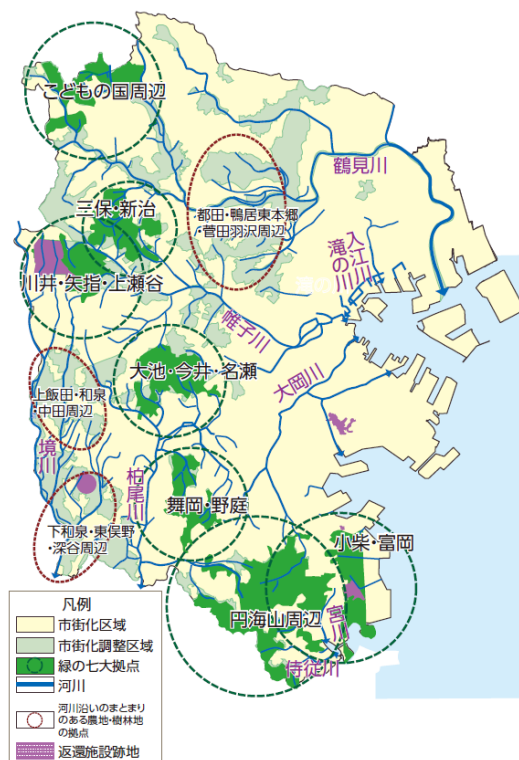 こどもの国周辺
鶴見川
三保・新治
都田・鴨居東本郷
・菅田羽沢周辺
入江川
滝の川
川井・矢指・上瀬谷
帷子川
大池・今井・名瀬
大岡川
上飯田・和泉
・中田周辺
境川
柏尾川
舞岡・野庭
下和泉・東俣野
・深谷周辺
小柴・富岡
円海山周辺
宮川
侍従川
凡例
市街化区域
市街化調整区域
緑の七大拠点
河川
河川沿いのまとまり
のある農地・樹林地
の拠点
返還施設跡地